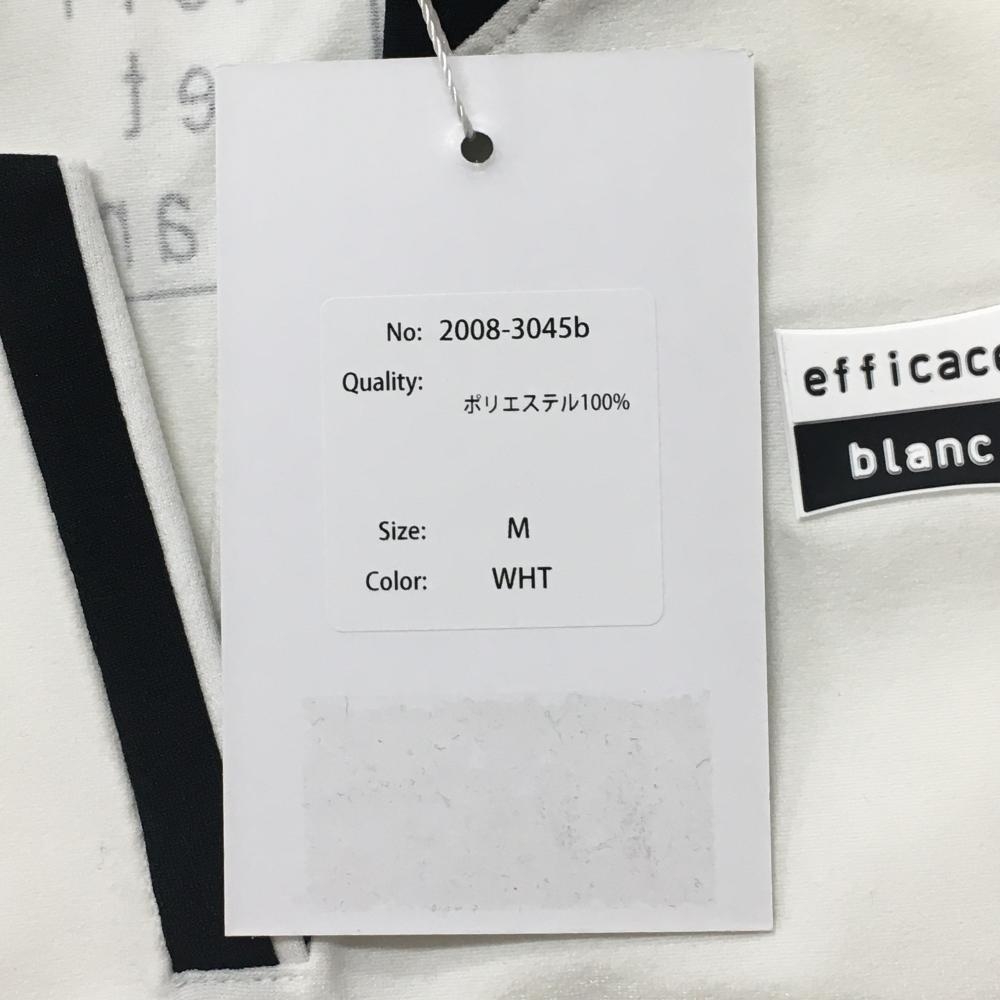 No: 2008-3045b
Quality:
ポリエステル100%
Size: M
Color: WHT
efficace
blanc